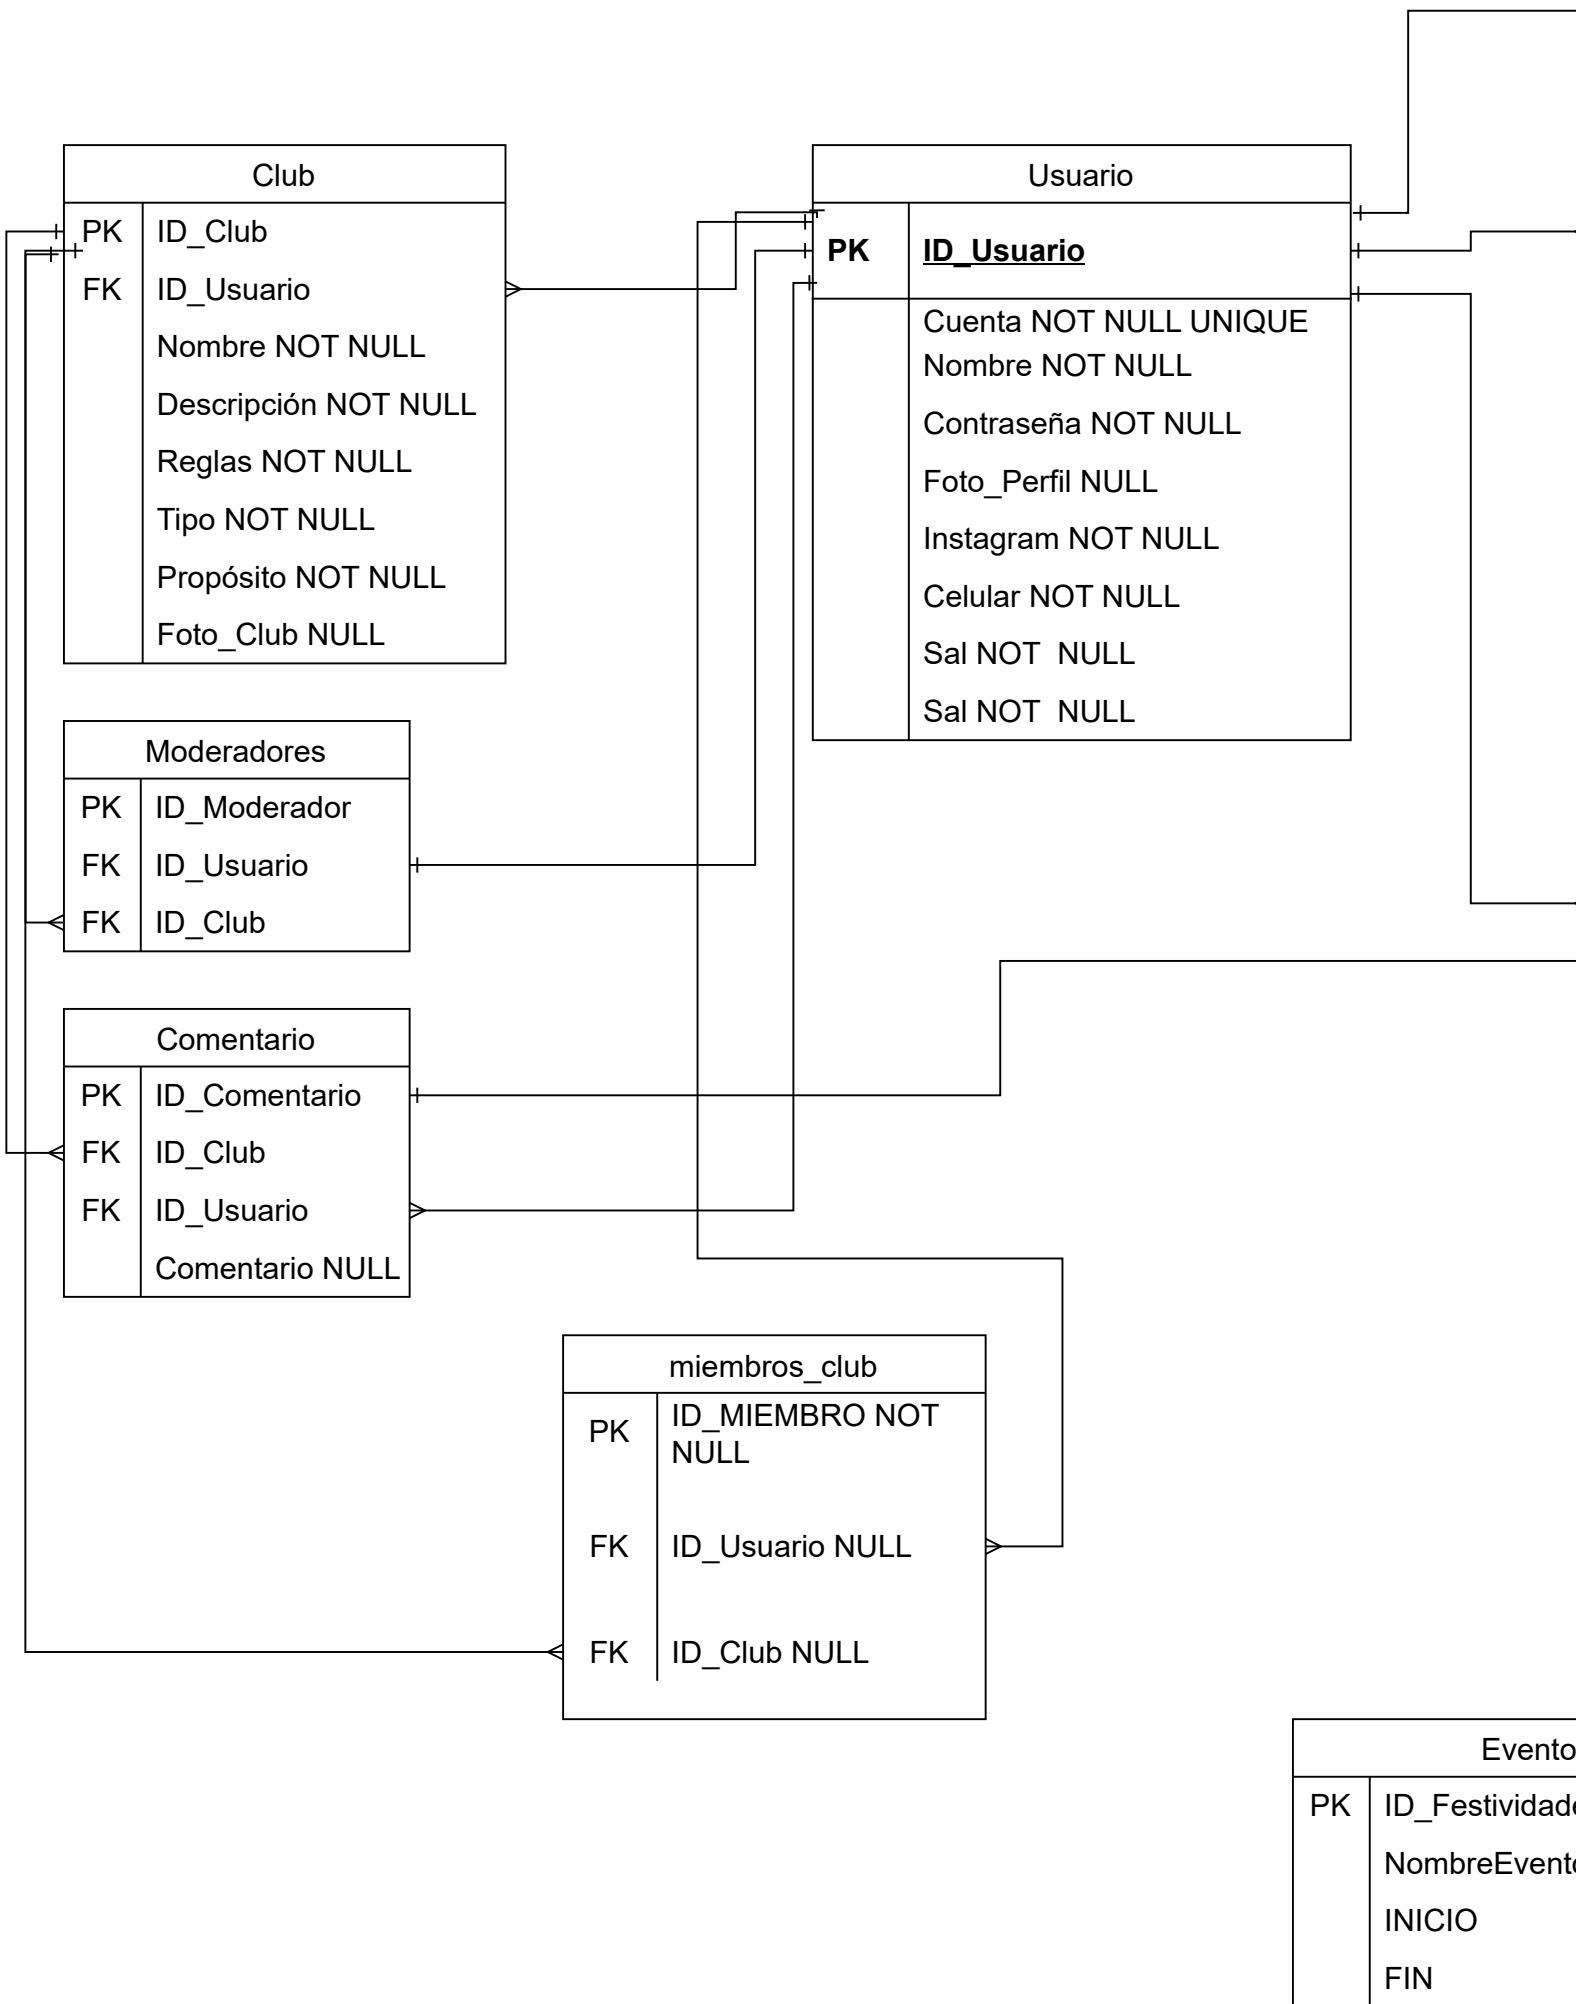 Club
PK ID_Club
FK ID_Usuario
Nombre NOT NULL
Descripción NOT NULL
Reglas NOT NULL
Tipo NOT NULL
Propósito NOT NULL
Foto_Club NULL
Usuario
PK ID_Usuario
Cuenta NOT NULL UNIQUE
Nombre NOT NULL
Contraseña NOT NULL
Foto_Perfil NULL
Instagram NOT NULL
Celular NOT NULL
Sal NOT  NULL
Sal NOT  NULL
Moderadores
PK ID_Moderador
FK ID_Usuario
FK ID_Club
Comentario
PK ID_Comentario
FK ID_Club
FK ID_Usuario
Comentario NULL
miembros_club
PK ID_MIEMBRO NOT
NULL
FK ID_Usuario NULL
FK ID_Club NULL
Evento
PK
INICIO
FIN